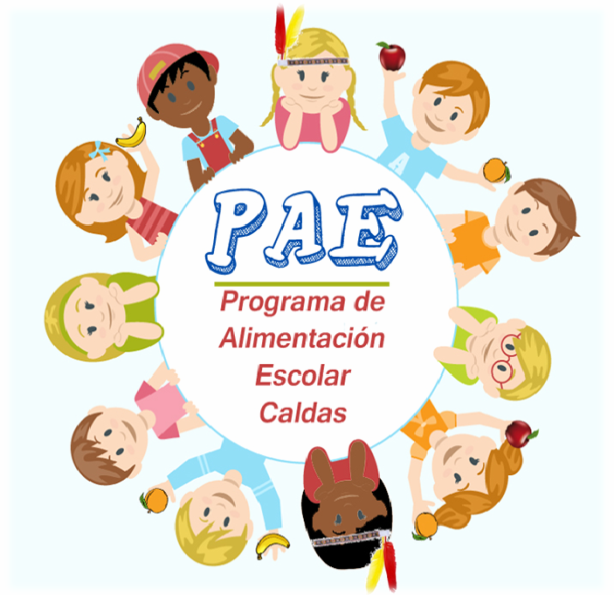 PAE
Programa de
Alimentación
Escolar
Caldas
A